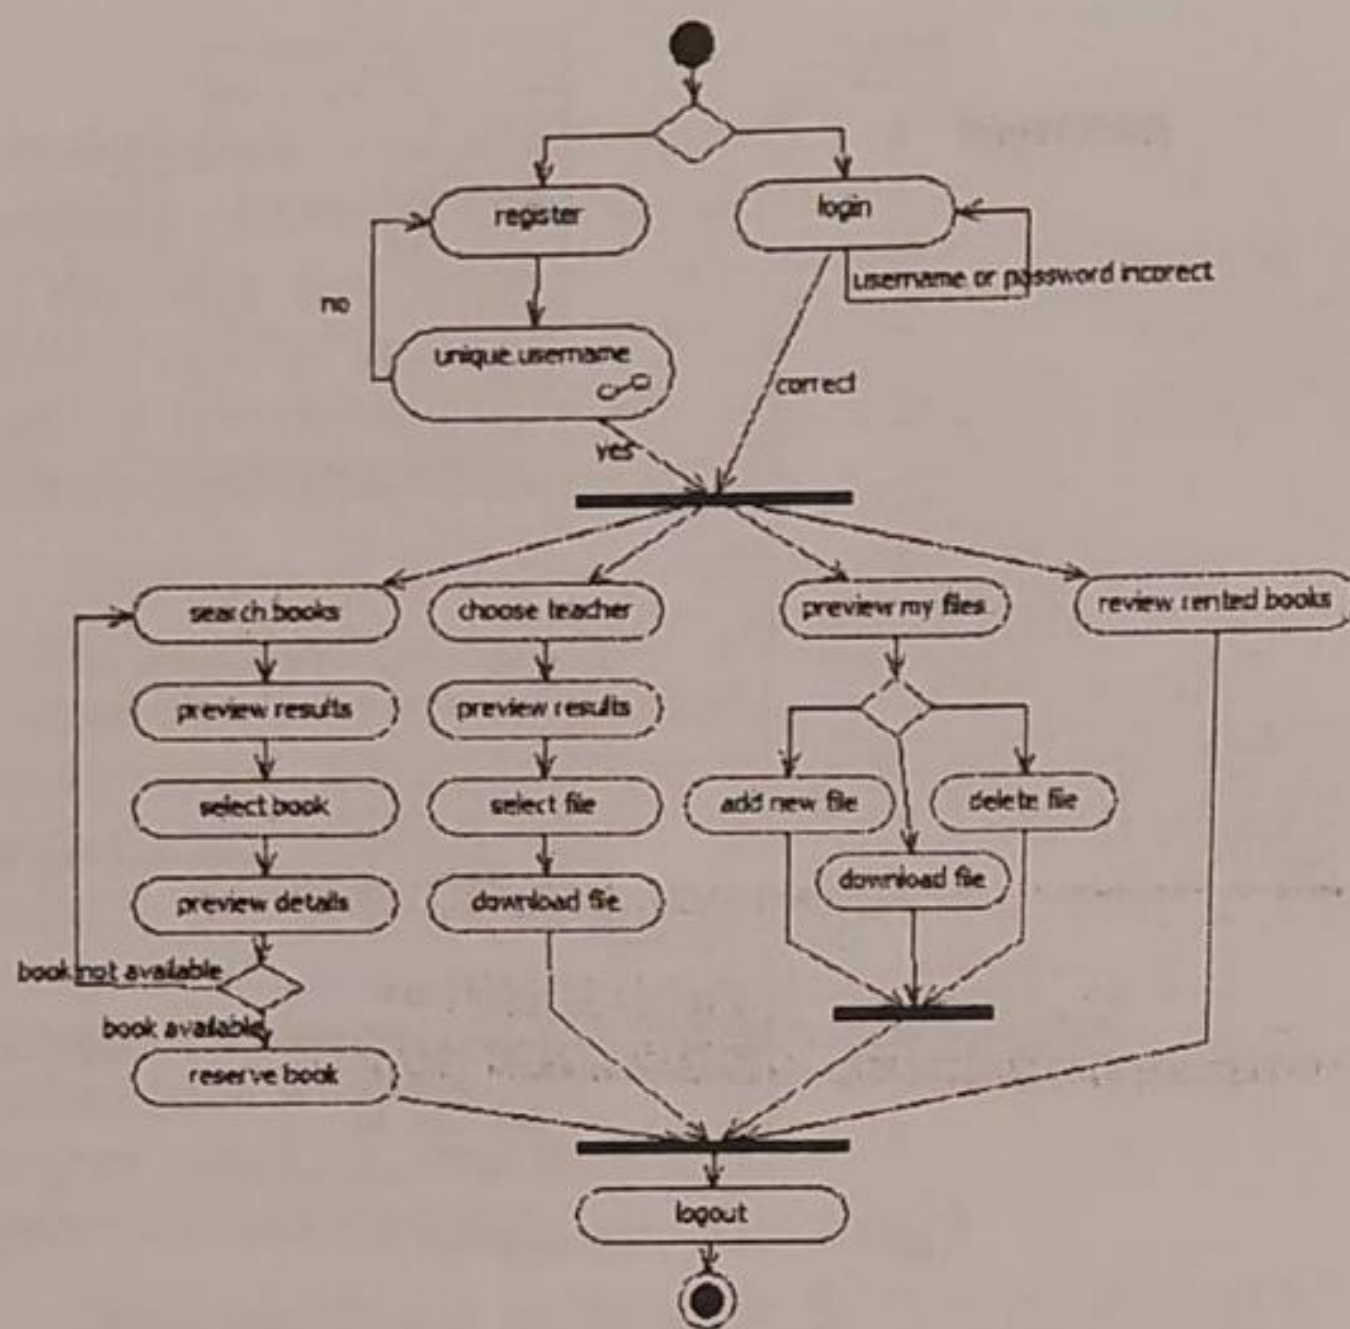 register
login
username or password incorect
no
unique username
correct
yes
search books
choose teacher
preview my files
review rented books
preview results
preview results
select book
select file
add new file
delete file
preview details
download file
download file
book not available
book available
reserve book
logout